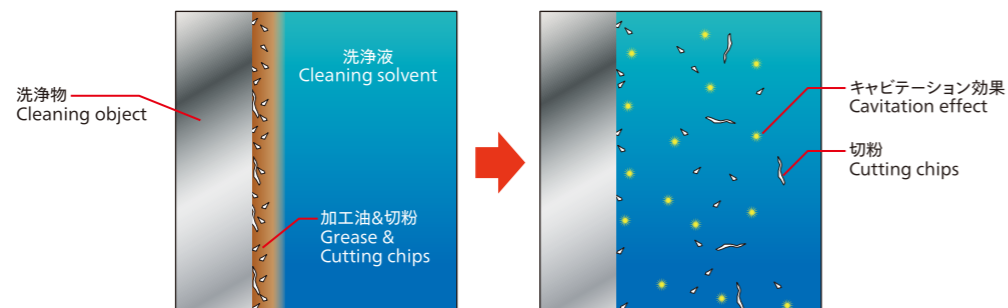 洗浄物
Cleaning object
洗浄液
Cleaning solvent
加工油&切粉
Grease &
Cutting chips
キャビテーション効果
Cavitation effect
切粉
Cutting chips